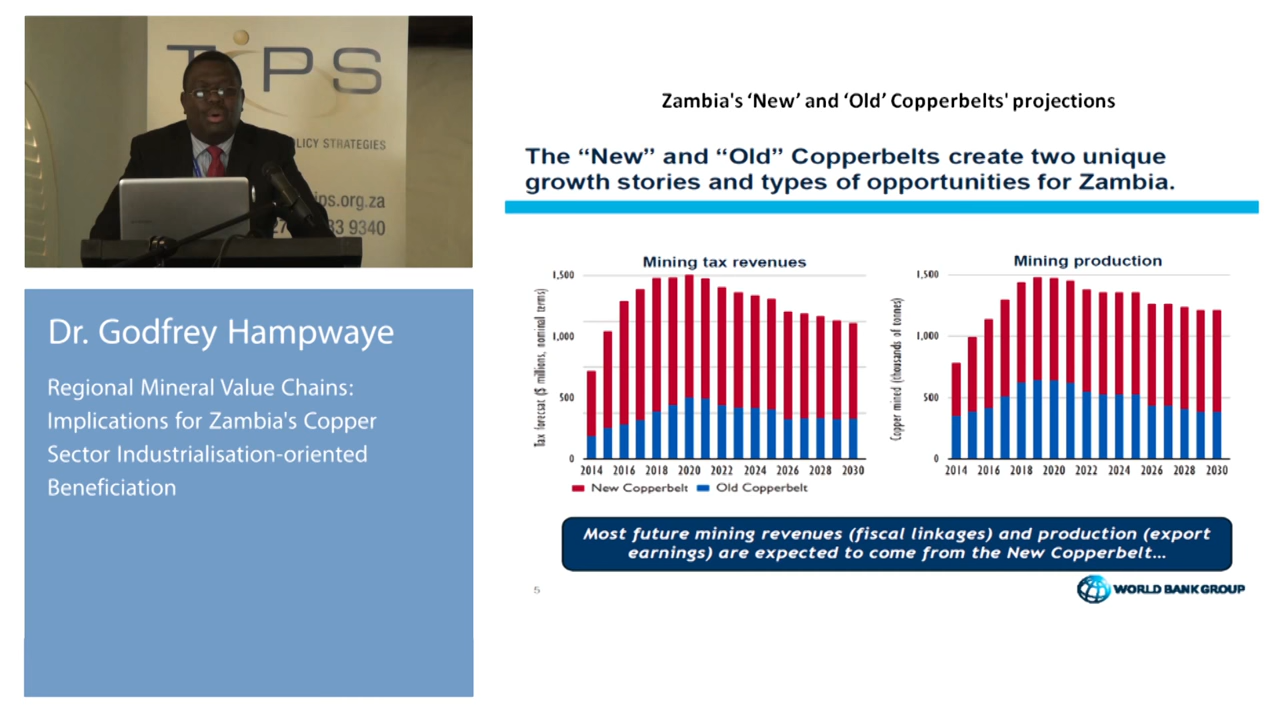 TiPS
LICY STRATEGIES
ips.org.za
33 9340
Dr. Godfrey Hampwaye
Regional Mineral Value Chains:
Implications for Zambia's Copper
Sector Industrialisation-oriented
Beneficiation
Zambia's ‘New’ and ‘Old’ Copperbelts' projections
The “New” and “Old” Copperbelts create two unique
growth stories and types of opportunities for Zambia.
Mining tax revenues
Tax forecsat ($ millions, nominal terms)
1,500
1,000
500
0
2014 2016 2018 2020 2022 2024 2026 2028 2030
New Copperbelt Old Copperbelt
Mining production
Copper mined (thousands of tonnes)
1,500
1,000
500
0
2014 2016 2018 2020 2022 2024 2026 2028 2030
Most future mining revenues (fiscal linkages) and production (export
earnings) are expected to come from the New Copperbelt…
5
WORLD BANK GROUP